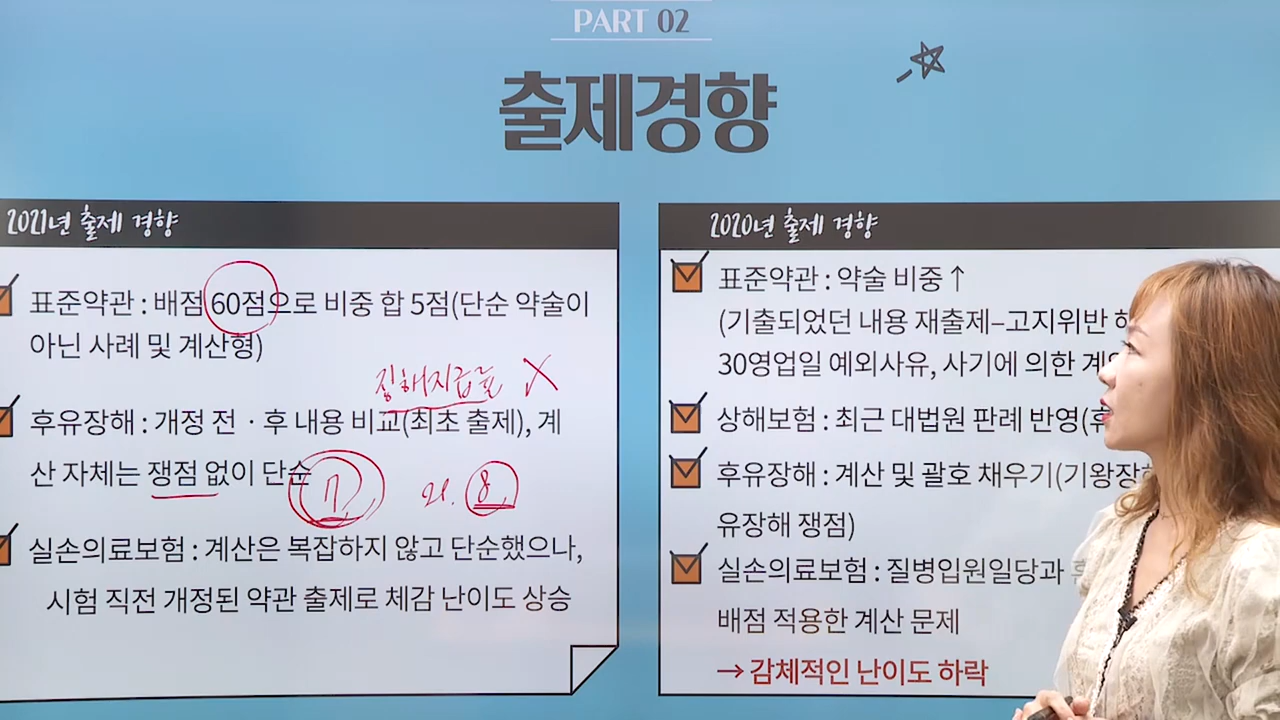 PART 02
출제경향
2021년 출제 경향
표준약관 : 배점 60점으로 비중 합 5점(단순 약술이
아닌 사례 및 계산형)
장해지급률 X
후유장해 : 개정 전 · 후 내용 비교(최초 출제), 계
산 자체는 쟁점 없이 단순
21. 8
실손의료보험 : 계산은 복잡하지 않고 단순했으나,
시험 직전 개정된 약관 출제로 체감 난이도 상승
2020년 출제 경향
표준약관 : 약술 비중 ↑
(기출되었던 내용 재출제–고지위반
30영업일 예외사유, 사기에 의한
상해보험 : 최근 대법원 판례 반영(
후유장해 : 계산 및 괄호 채우기(기왕장
유장해 쟁점)
실손의료보험 : 질병입원일당과
배점 적용한 계산 문제
→ 감체적인 난이도 하락